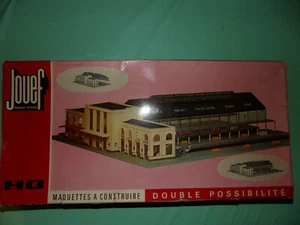 Jouef
HO
MAQUETTES A CONSTRUIRE
DOUBLE POSSIBILITÉ